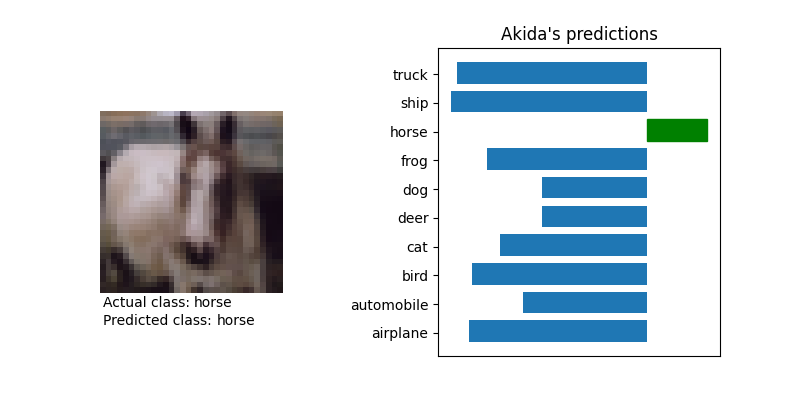 Akida's predictions
truck
ship
horse
frog
dog
deer
cat
bird
automobile
airplane
Actual class: horse
Predicted class: horse